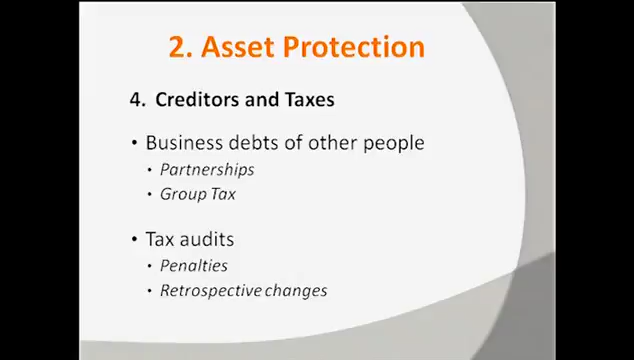 2. Asset Protection
4. Creditors and Taxes
• Business debts of other people
• Partnerships
• Group Tax
• Tax audits
• Penalties
• Retrospective changes